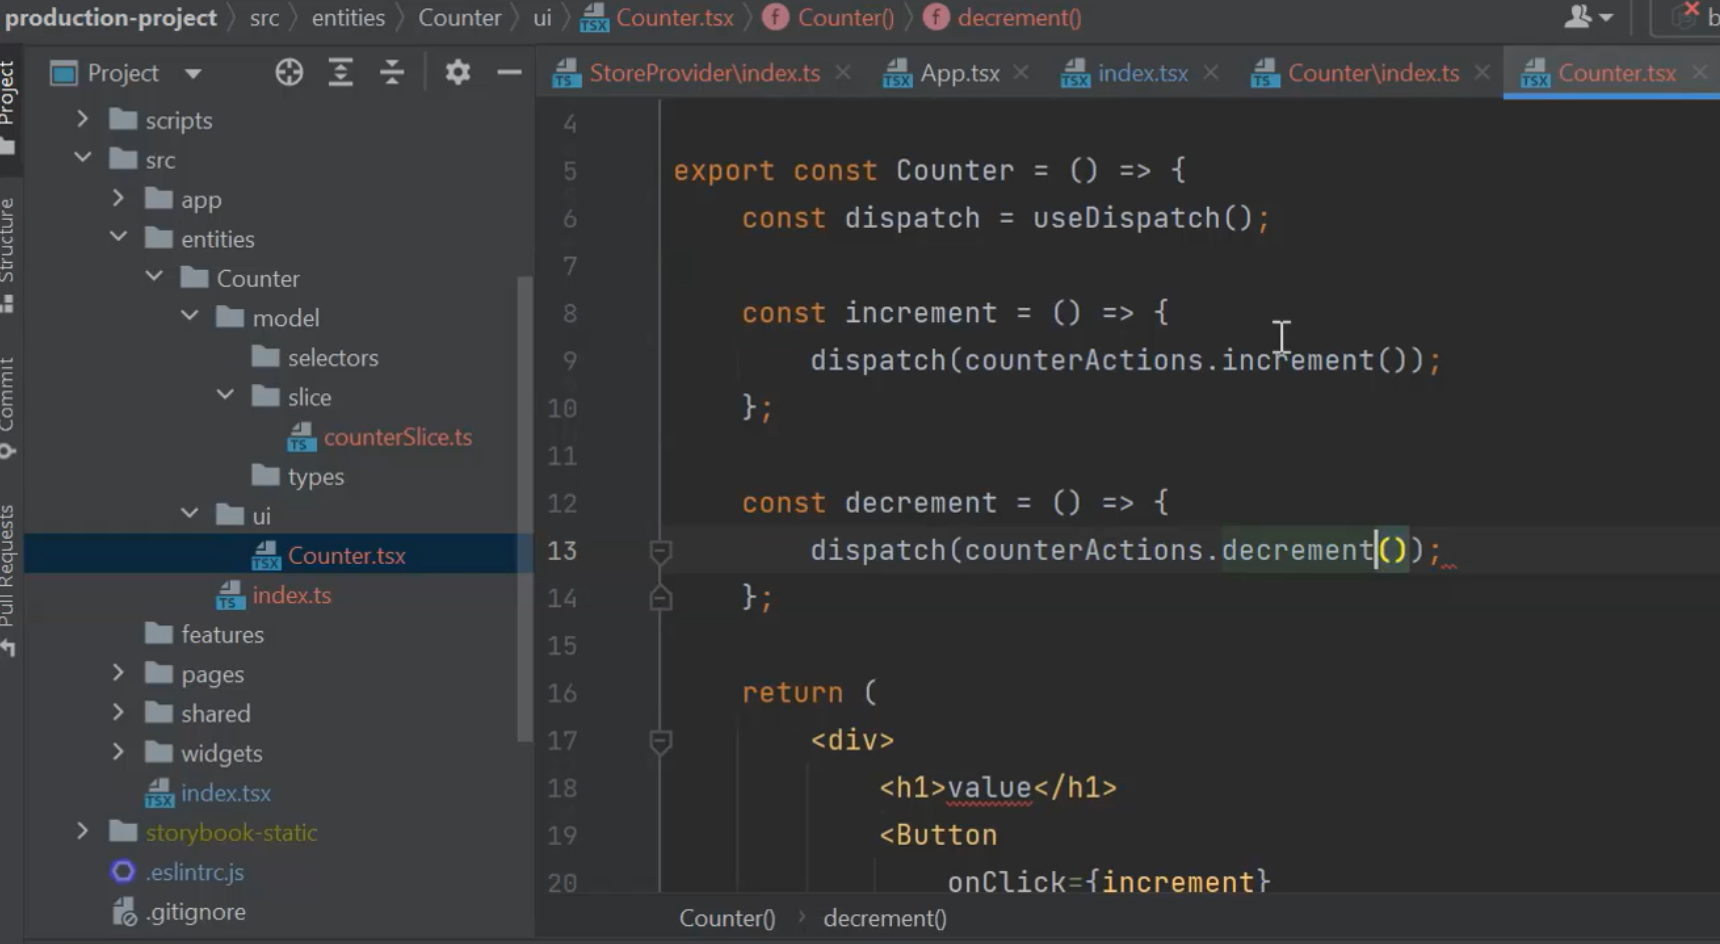 production-project src entities Counter ui Counter.tsx Counter() decrement()
Project
StoreProvider\index.ts App.tsx index.tsx Counter\index.ts Counter.tsx
Project
Structure
Commit
Pull Requests
scripts
src
app
entities
Counter
model
selectors
slice
counterSlice.ts
types
ui
Counter.tsx
index.ts
features
pages
shared
widgets
index.tsx
storybook-static
.eslintrc.js
.gitignore
4
5 export const Counter = () => {
6 const dispatch = useDispatch();
7
8 const increment = () => {
9 dispatch(counterActions.increment());
10 };
11
12 const decrement = () => {
13 dispatch(counterActions.decrement());
14 };
15
16 return (
17 <div>
18 <h1>value</h1>
19 <Button
20 onClick={increment}
Counter() decrement()